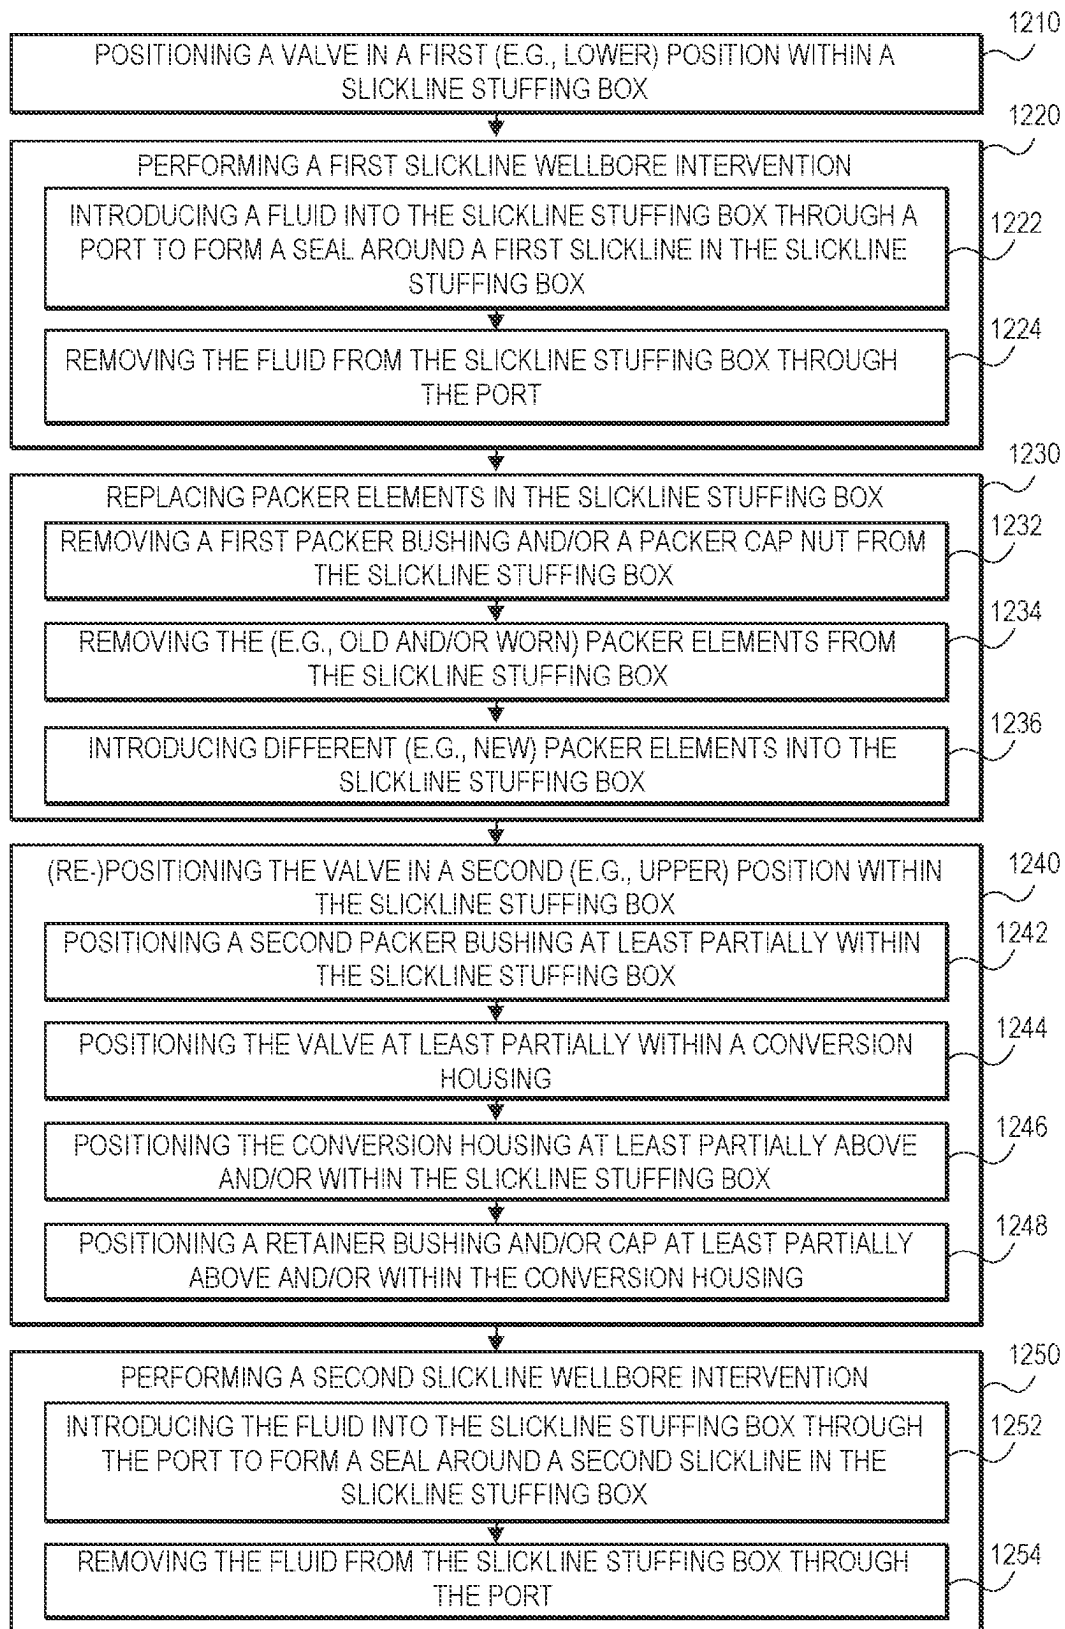 1210
POSITIONING A VALVE IN A FIRST (E.G., LOWER) POSITION WITHIN A
SLICKLINE STUFFING BOX
1220
PERFORMING A FIRST SLICKLINE WELLBORE INTERVENTION
INTRODUCING A FLUID INTO THE SLICKLINE STUFFING BOX THROUGH A
PORT TO FORM A SEAL AROUND A FIRST SLICKLINE IN THE SLICKLINE
STUFFING BOX
1222
REMOVING THE FLUID FROM THE SLICKLINE STUFFING BOX THROUGH
THE PORT
1224
1230
REPLACING PACKER ELEMENTS IN THE SLICKLINE STUFFING BOX
REMOVING A FIRST PACKER BUSHING AND/OR A PACKER CAP NUT FROM
THE SLICKLINE STUFFING BOX
1232
REMOVING THE (E.G., OLD AND/OR WORN) PACKER ELEMENTS FROM
THE SLICKLINE STUFFING BOX
1234
INTRODUCING DIFFERENT (E.G., NEW) PACKER ELEMENTS INTO THE
SLICKLINE STUFFING BOX
1236
(RE-)POSITIONING THE VALVE IN A SECOND (E.G., UPPER) POSITION WITHIN
THE SLICKLINE STUFFING BOX
1240
POSITIONING A SECOND PACKER BUSHING AT LEAST PARTIALLY WITHIN
THE SLICKLINE STUFFING BOX
1242
POSITIONING THE VALVE AT LEAST PARTIALLY WITHIN A CONVERSION
HOUSING
1244
POSITIONING THE CONVERSION HOUSING AT LEAST PARTIALLY ABOVE
AND/OR WITHIN THE SLICKLINE STUFFING BOX
1246
POSITIONING A RETAINER BUSHING AND/OR CAP AT LEAST PARTIALLY
ABOVE AND/OR WITHIN THE CONVERSION HOUSING
1248
1250
PERFORMING A SECOND SLICKLINE WELLBORE INTERVENTION
INTRODUCING THE FLUID INTO THE SLICKLINE STUFFING BOX THROUGH
THE PORT TO FORM A SEAL AROUND A SECOND SLICKLINE IN THE
SLICKLINE STUFFING BOX
1252
REMOVING THE FLUID FROM THE SLICKLINE STUFFING BOX THROUGH
THE PORT
1254